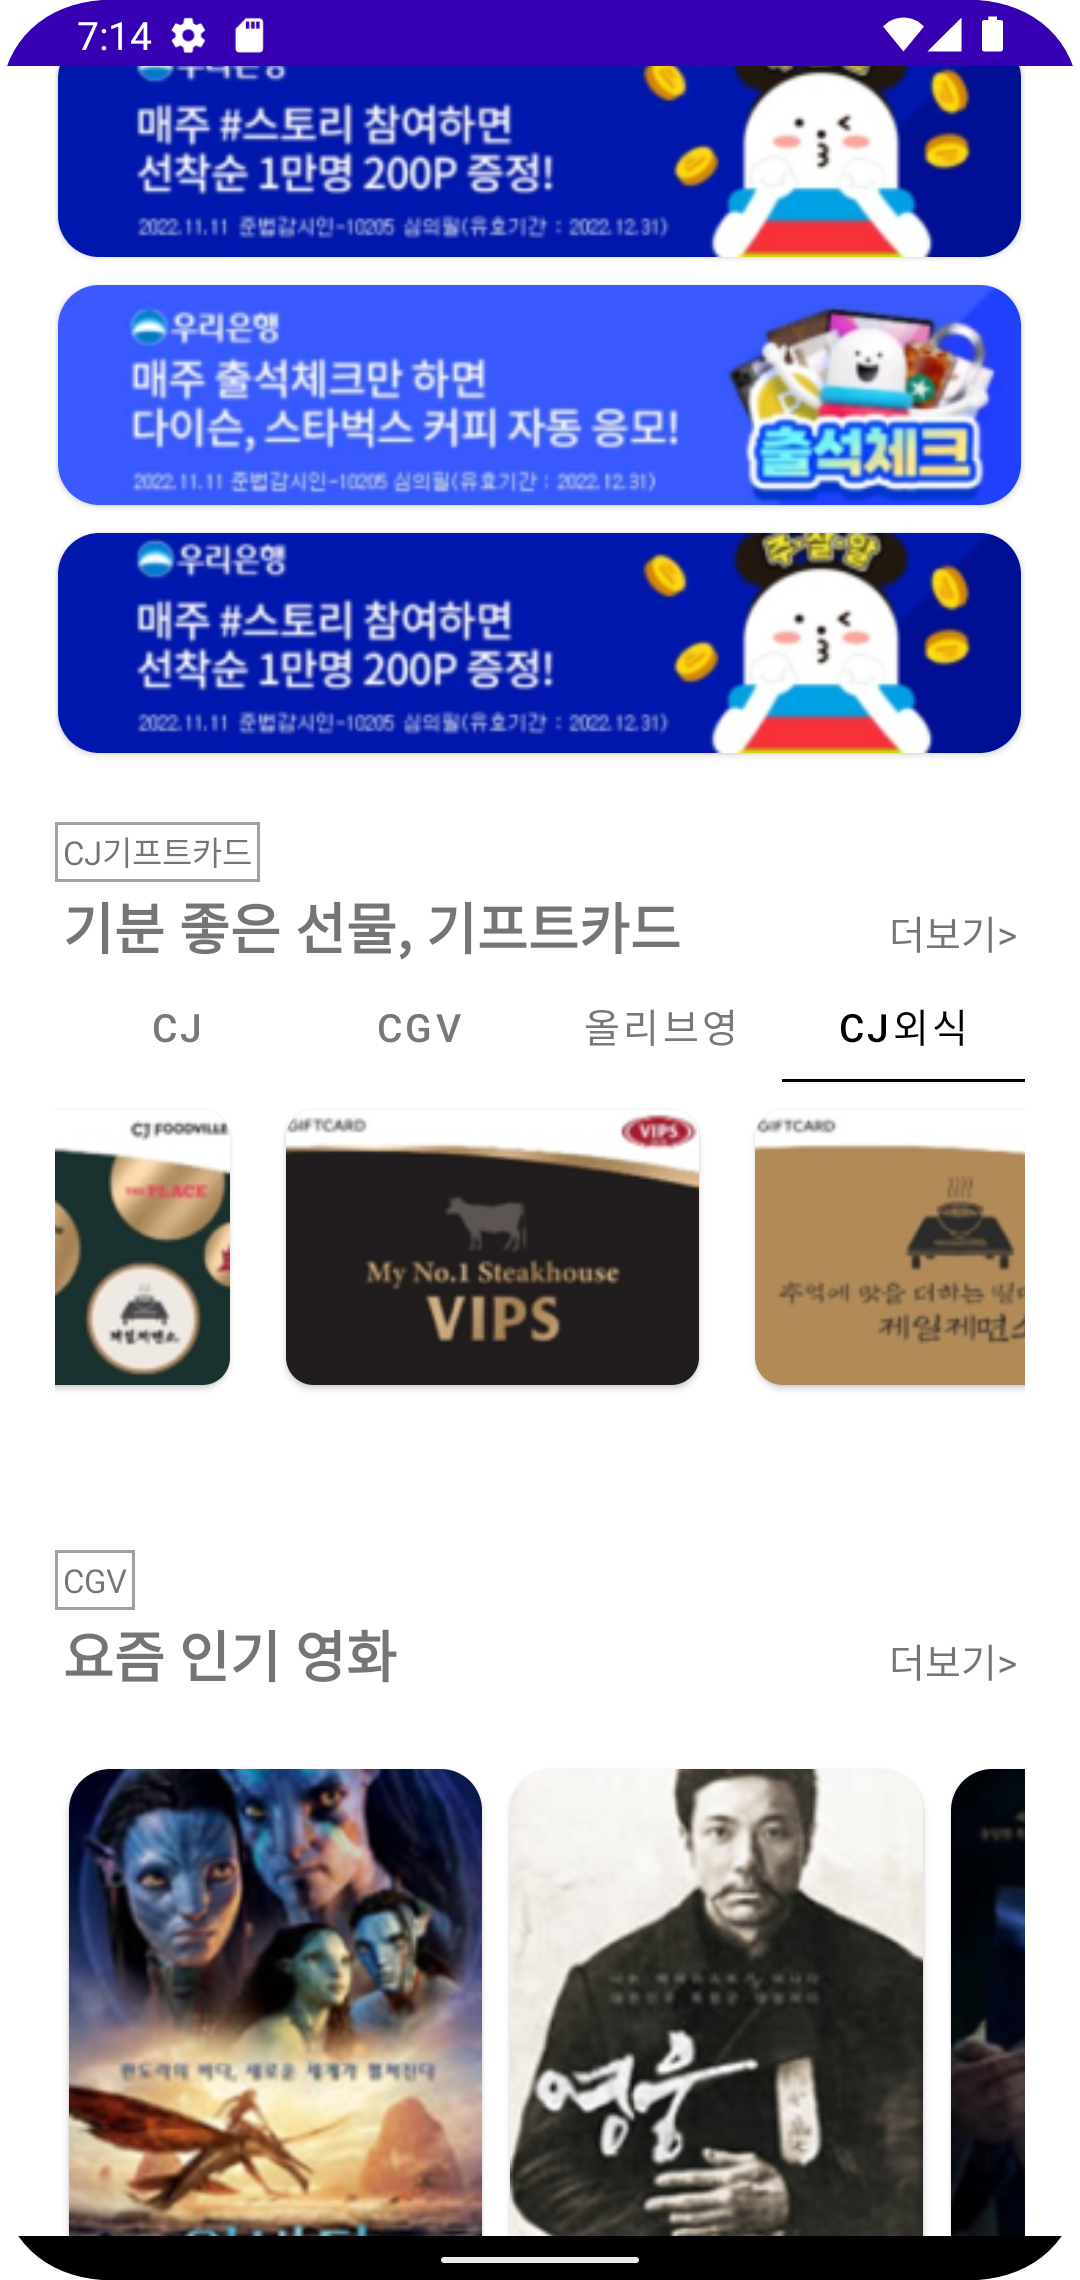 7:14
우리은행
매주 #스토리 참여하면
선착순 1만명 200P 증정!
2022.11.11 준법감시인-10205 심의필(유효기간 : 2022.12.31)
우리은행
매주 출석체크만 하면
다이슨, 스타벅스 커피 자동 응모!
2022.11.11 준법감시인-10205 심의필(유효기간 : 2022.12.31)
출석체크
우리은행
매주 #스토리 참여하면
선착순 1만명 200P 증정!
2022.11.11 준법감시인-10205 심의필(유효기간 : 2022.12.31)
CJ기프트카드
기분 좋은 선물, 기프트카드
더보기>
CJ
CGV
올리브영
CJ외식
CJ FOODVILLE
THE PLACE
제일제면소
GIFTCARD
VIPS
My No.1 Steakhouse
VIPS
GIFTCARD
추억에 맛을 더하는
제일제면소
CGV
요즘 인기 영화
더보기>
판도라의 바다, 새로운 세계가 펼쳐진다
영웅